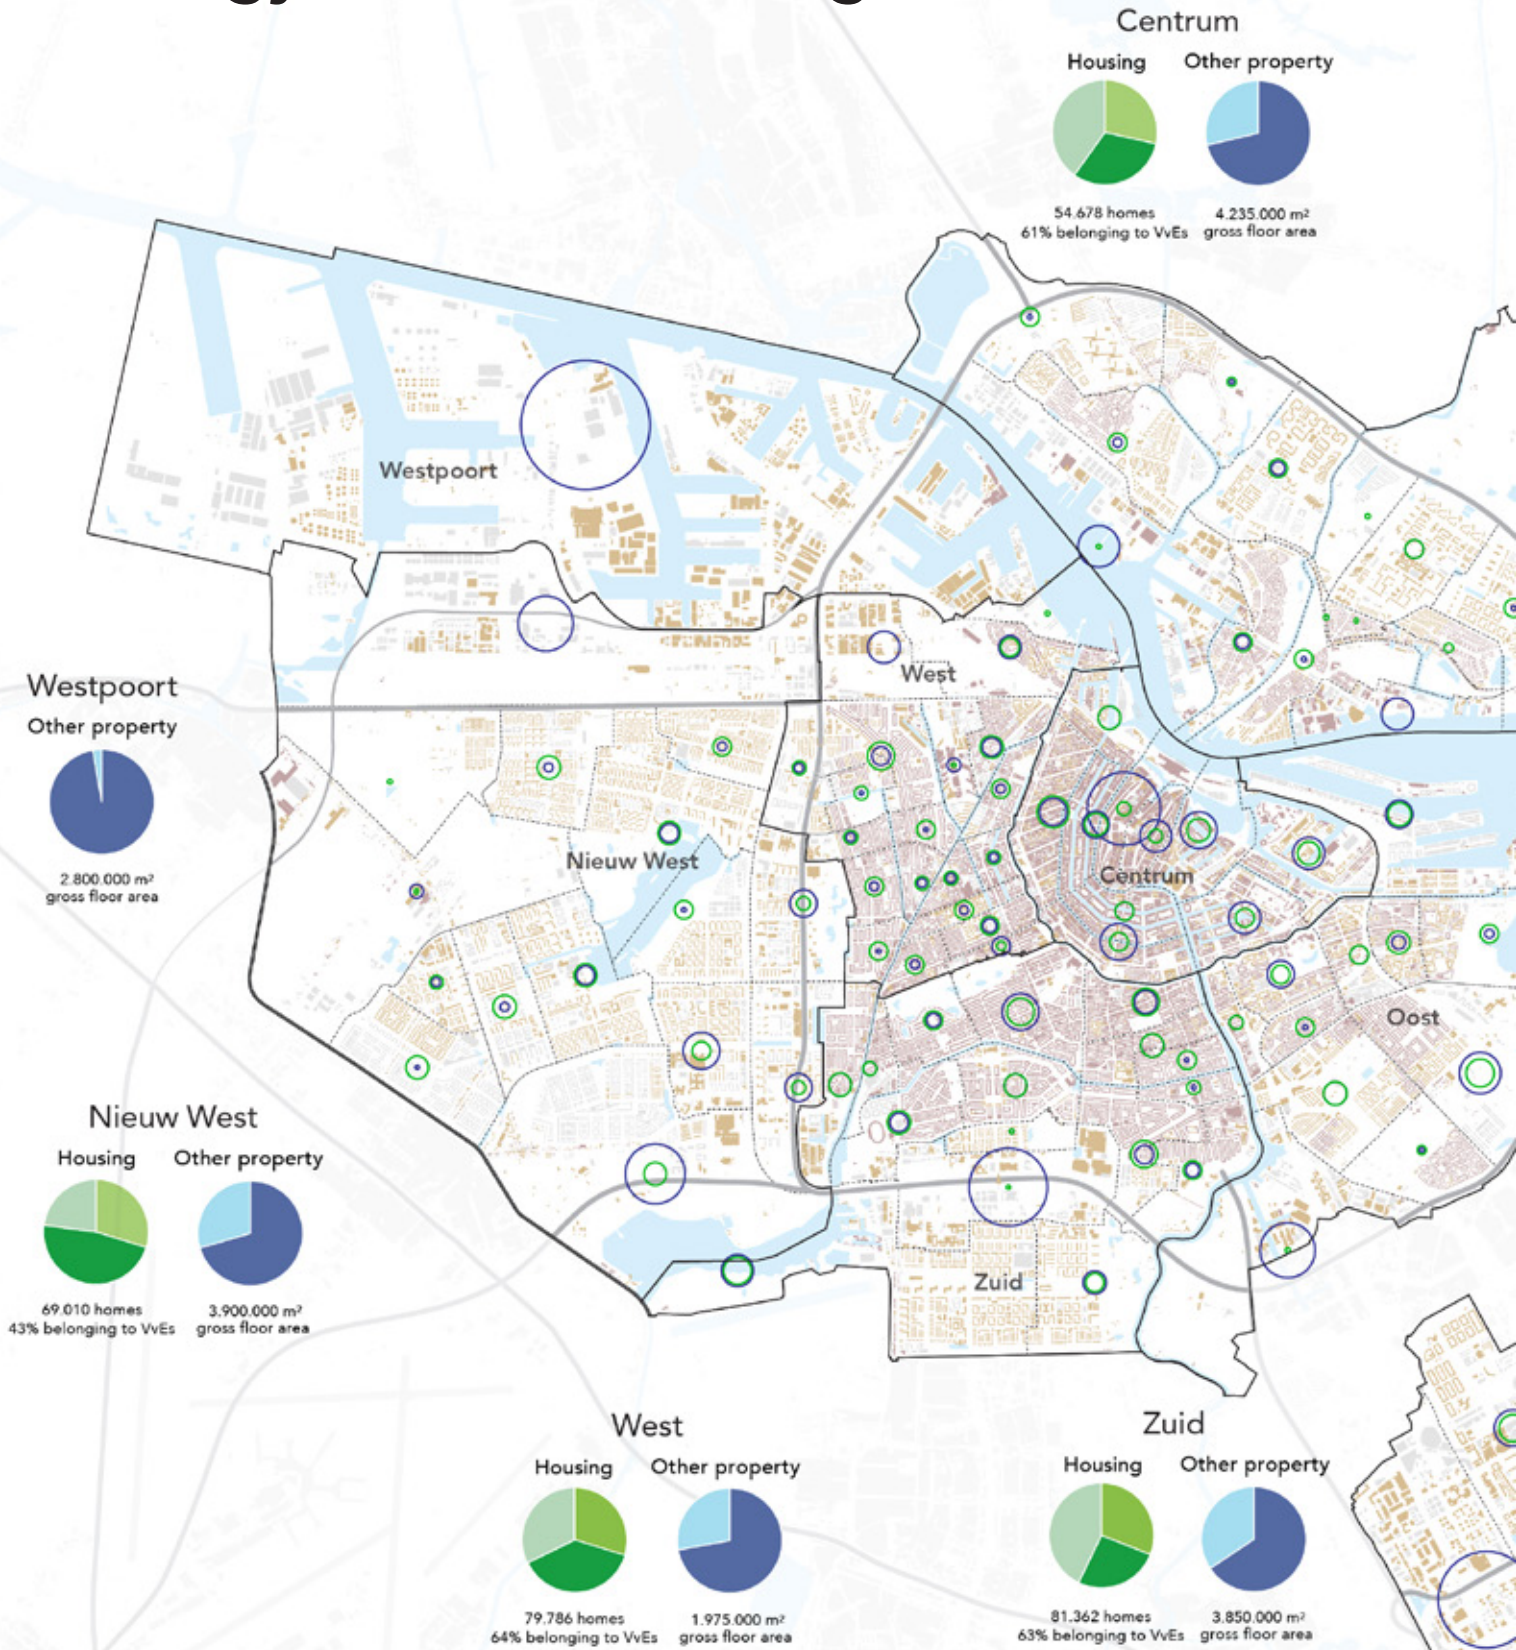 Centrum
Housing
Other property
54.678 homes
61% belonging to VvEs
4.235.000 m²
gross floor area
Westpoort
West
Westpoort
Other property
2.800.000 m²
gross floor area
Nieuw West
Centrum
Oost
Nieuw West
Housing
Other property
69.010 homes
43% belonging to VvEs
3.900.000 m²
gross floor area
Zuid
West
Housing
Other property
79.786 homes
64% belonging to VvEs
1.975.000 m²
gross floor area
Zuid
Housing
Other property
81.362 homes
63% belonging to VvEs
3.850.000 m²
gross floor area